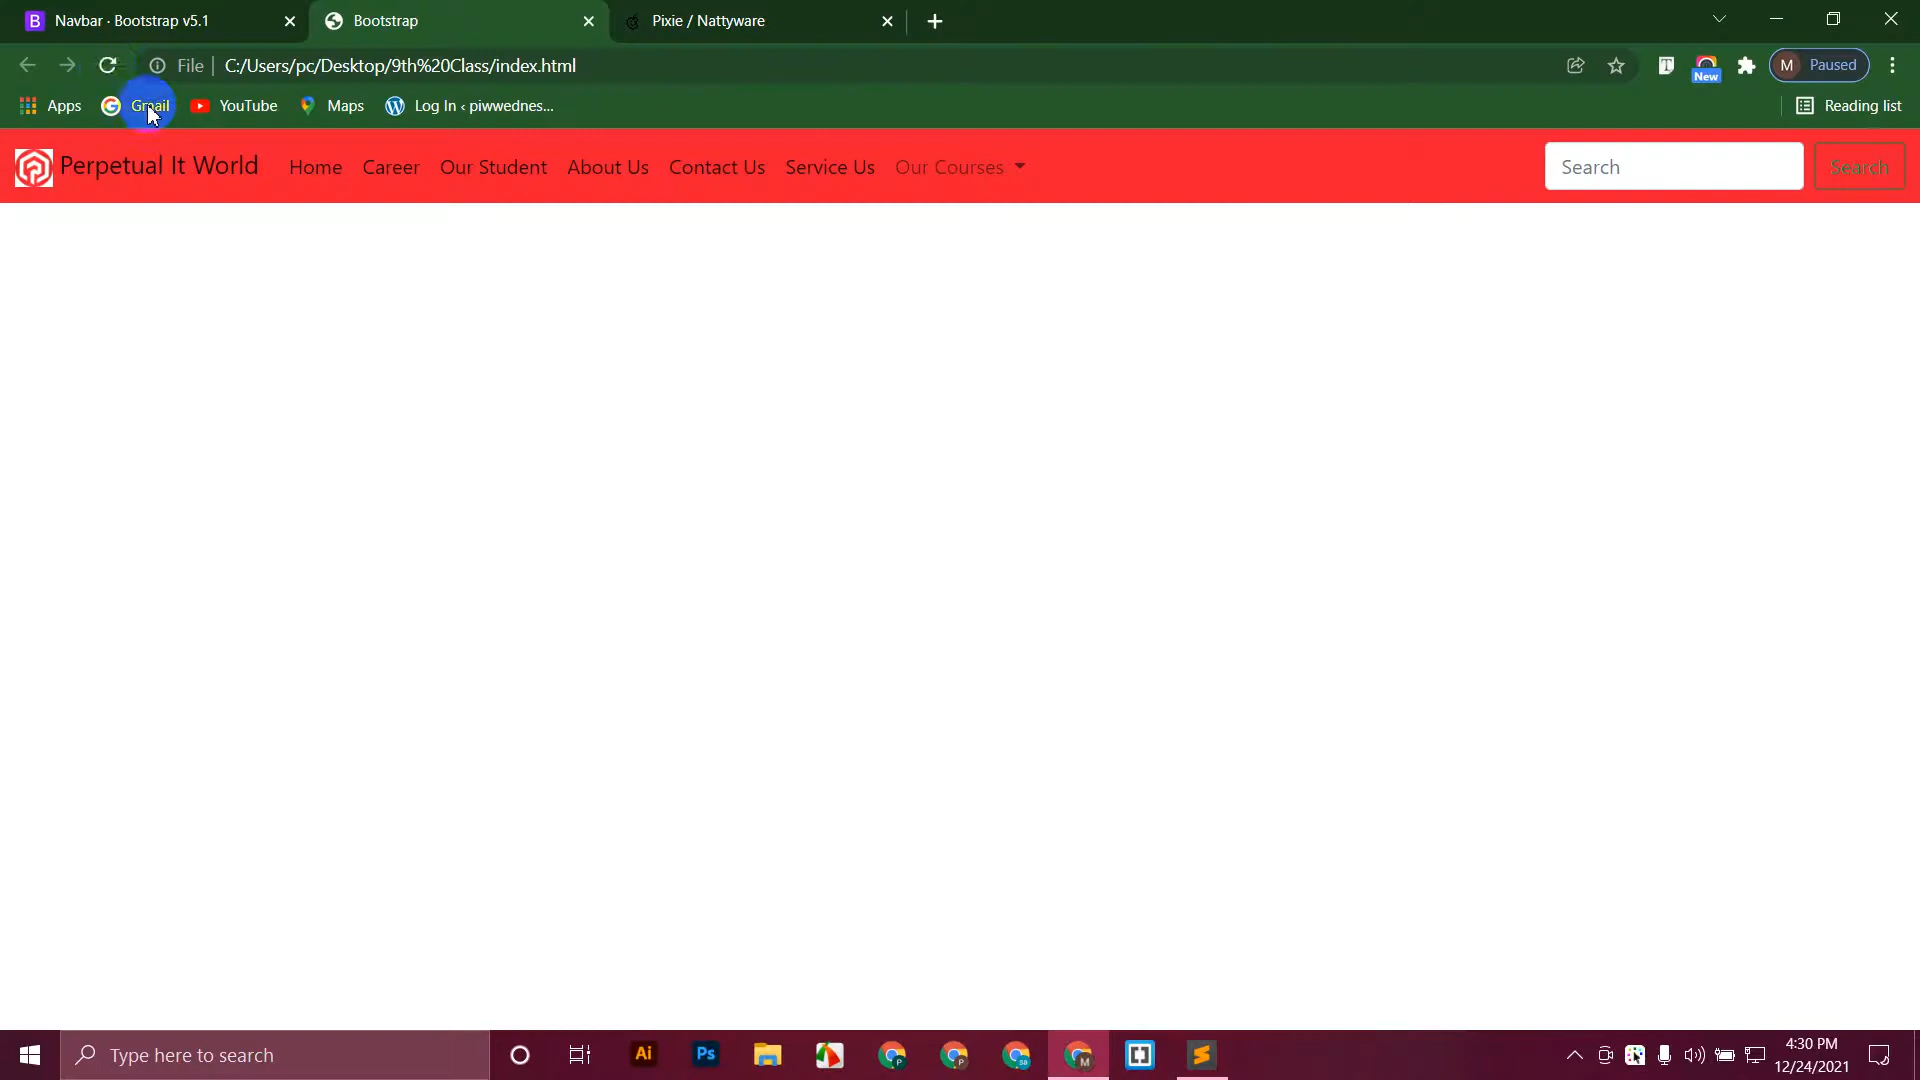 Navbar · Bootstrap v5.1
Bootstrap
Pixie / Nattyware
File
C:/Users/pc/Desktop/9th%20Class/index.html
New
M
Paused
Apps
Gmail
YouTube
Maps
Log In ‹ piwwednes...
Reading list
Perpetual It World
Home
Career
Our Student
About Us
Contact Us
Service Us
Our Courses
Search
Search
Type here to search
Ai
Ps
4:30 PM
12/24/2021